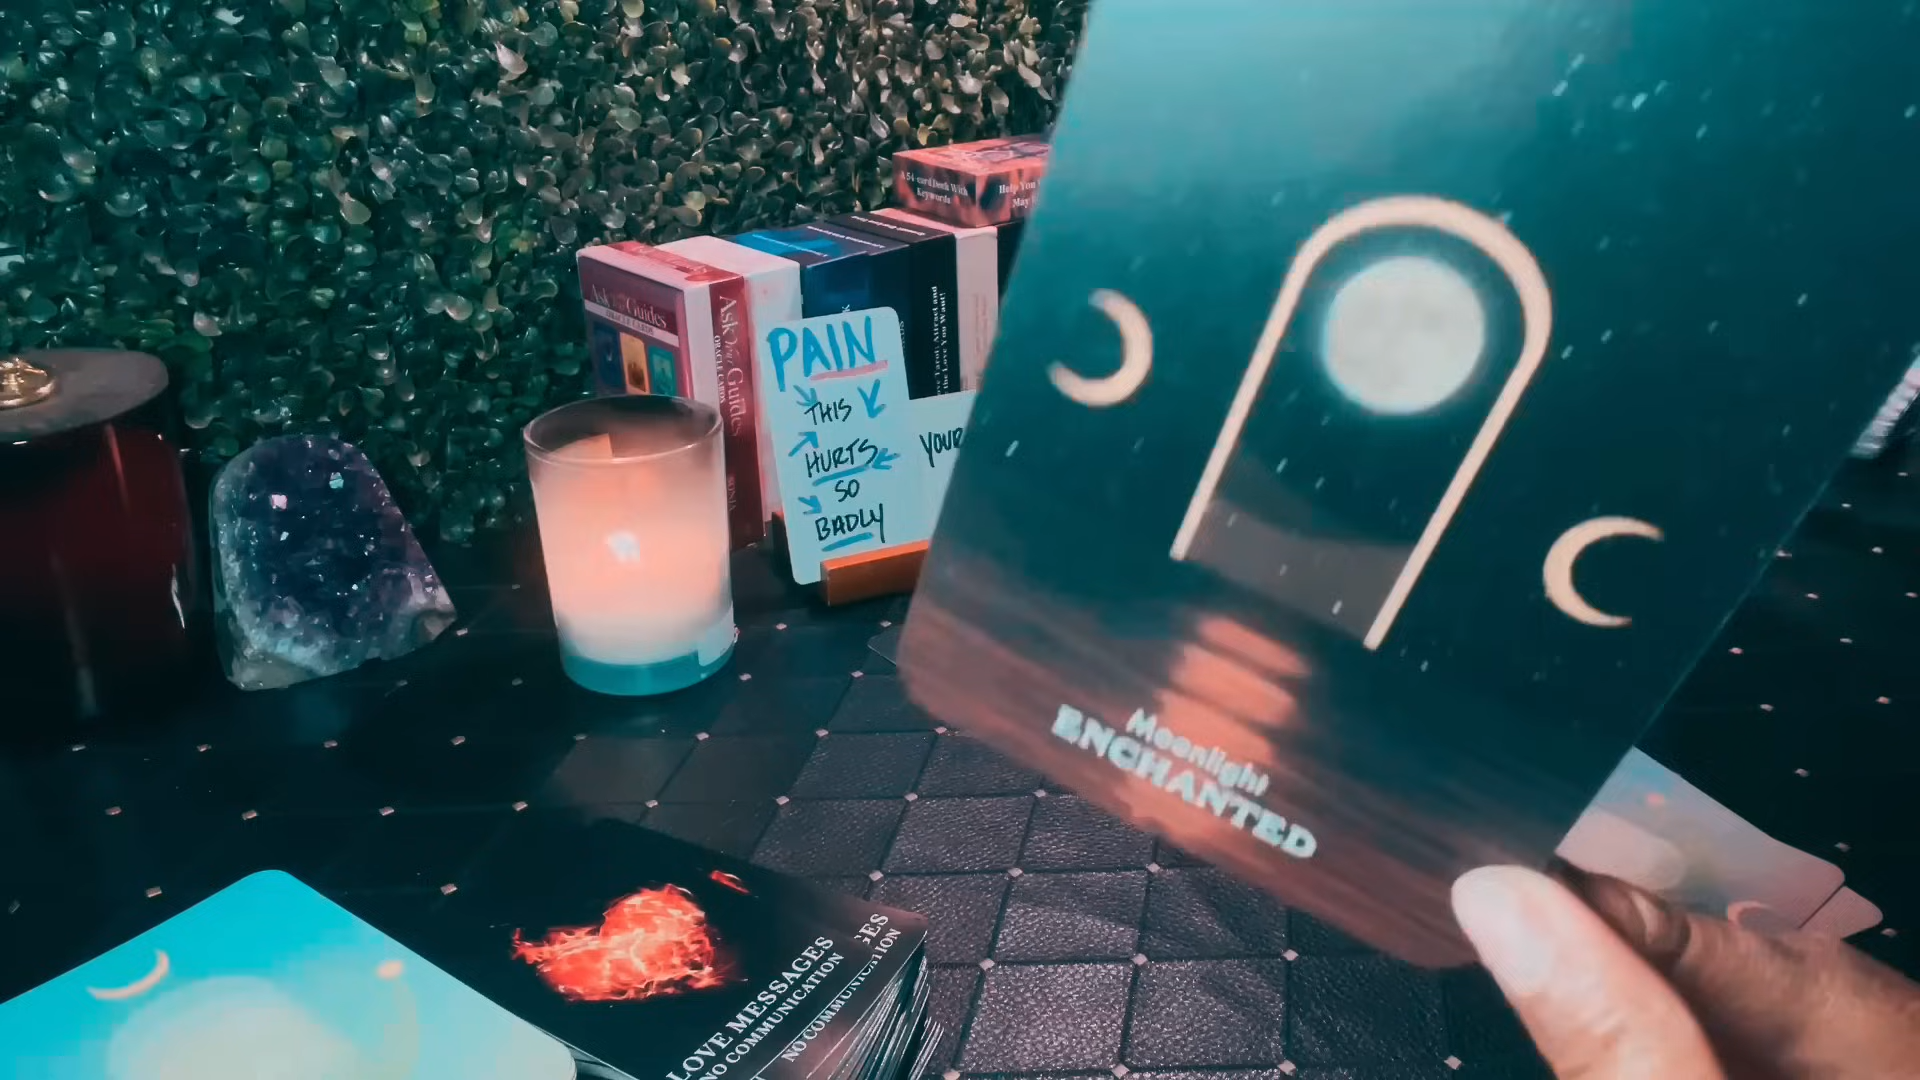 A 54-card Deck With
Keywords
Ask Your Guides
ORACLE CARDS
Ask Your Guides
ORACLE CARDS
PAIN
THIS
HURTS
SO
BADLY
YOUR
Moonlight
ENCHANTED
LOVE MESSAGES
NO COMMUNICATION
NO COMMUNICATION